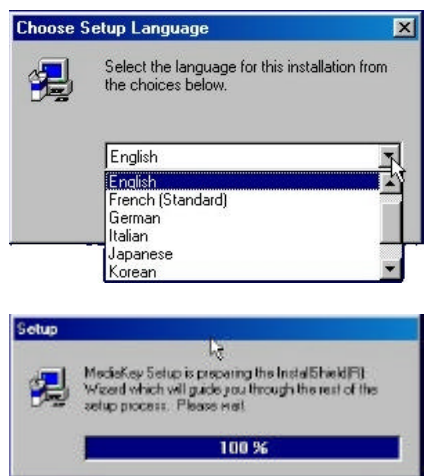 Choose Setup Language
Select the language for this installation from
the choices below.
English
English
French (Standard)
German
Italian
Japanese
Korean
Setup
MediaKey Setup is preparing the InstallShield(R)
Wizard which will guide you through the rest of the
setup process. Please wait.
100 %